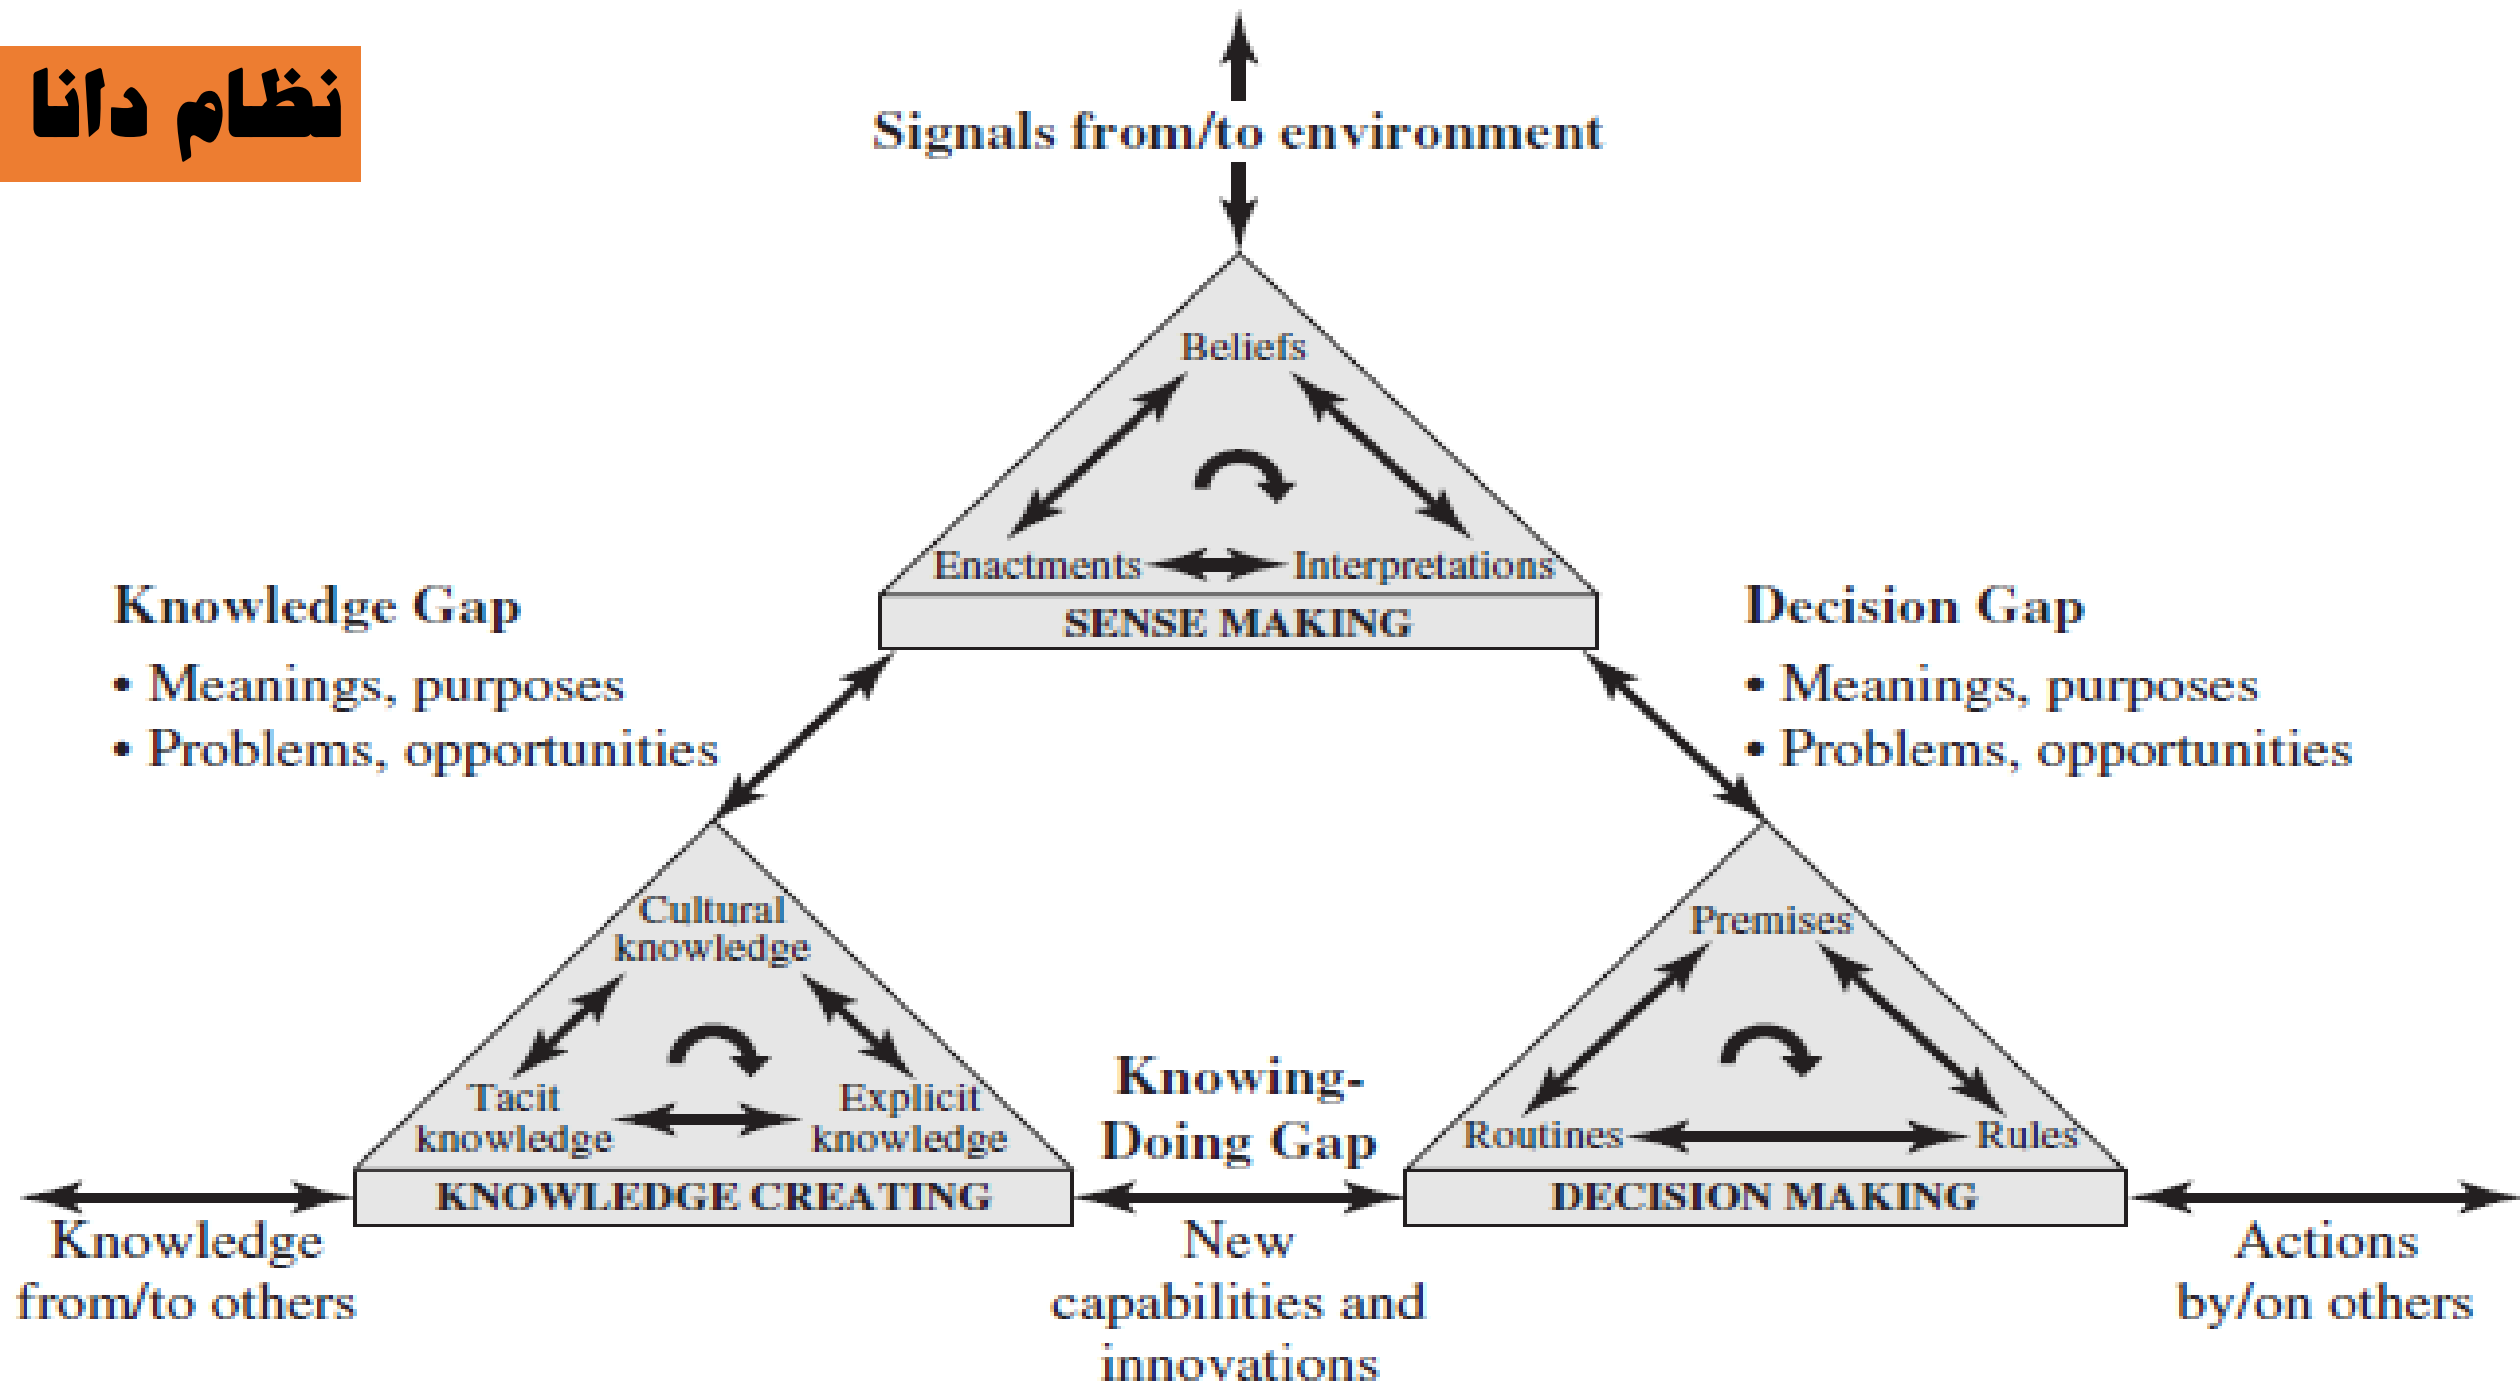 نظام دانا
Signals from/to environment
Beliefs
Enactments
Interpretations
SENSE MAKING
Knowledge Gap
• Meanings, purposes
• Problems, opportunities
Decision Gap
• Meanings, purposes
• Problems, opportunities
Cultural
knowledge
Tacit
knowledge
Explicit
knowledge
KNOWLEDGE CREATING
Knowing-
Doing Gap
New
capabilities and
innovations
Premises
Routines
Rules
DECISION MAKING
Knowledge
from/to others
Actions
by/on others